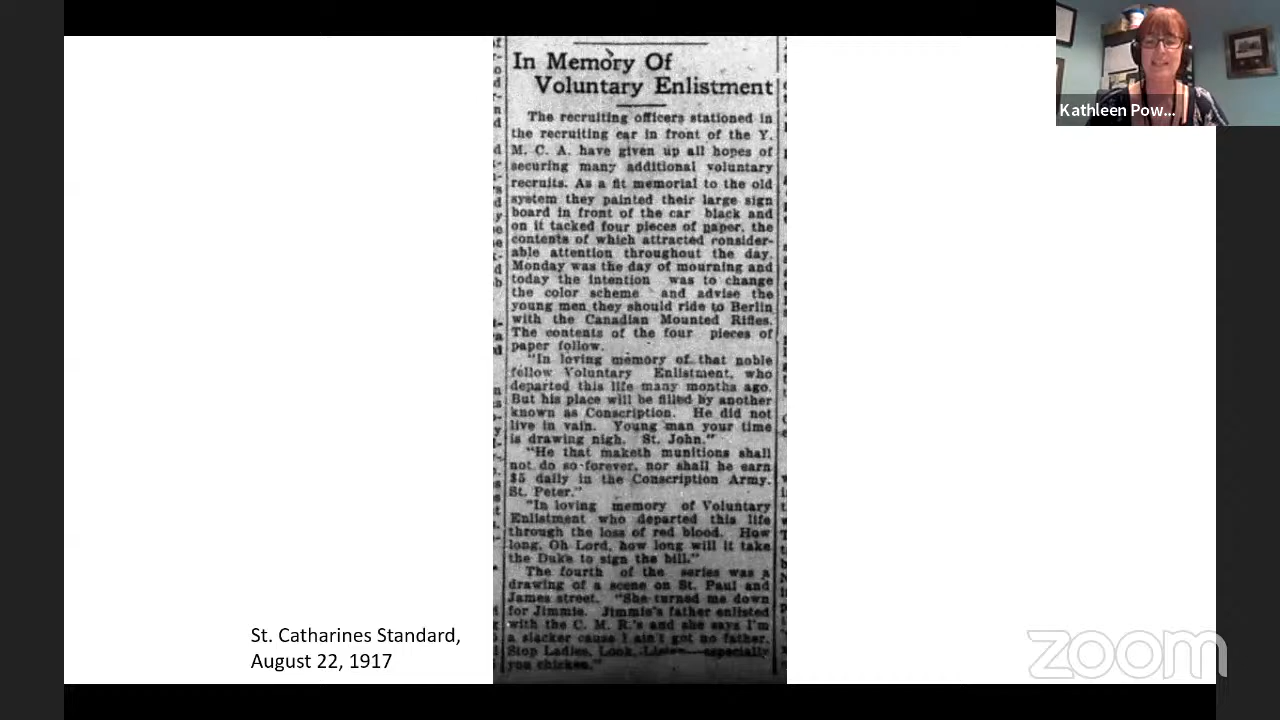 In Memory Of
Voluntary Enlistment
The recruiting officers stationed in
the recruiting car in front of the Y.
M. C. A. have given up all hopes of
securing many additional voluntary
recruits. As a fit memorial to the old
system they painted their large sign
board in front of the car black and
on it tacked four pieces of paper, the
contents of which attracted consider-
able attention throughout the day.
Monday was the day of mourning and
today the intention was to change
the color scheme and advise the
young men they should ride to Berlin
with the Canadian Mounted Rifles.
The contents of the four pieces of
paper follow.
"In loving memory of that noble
fellow Voluntary Enlistment, who
departed this life many months ago.
But his place will be filled by another
known as Conscription. He did not
live in vain. Young man your time
is drawing nigh. St. John."
"He that maketh munitions shall
not do so forever, nor shall he earn
$5 daily in the Conscription Army.
St. Peter."
"In loving memory of Voluntary
Enlistment who departed this life
through the loss of red blood. How
long, Oh Lord, how long will it take
the Duke to sign the bill."
The fourth of the series was a
drawing of a scene on St. Paul and
James street. "She turned me down
for Jimmie. Jimmie's father enlisted
with the C. M. R.'s and she says I'm
a slacker cause I ain't got no father.
Stop Ladies, Look, Listen—especially
you chicken."
St. Catharines Standard,
August 22, 1917
Kathleen Pow...
zoom